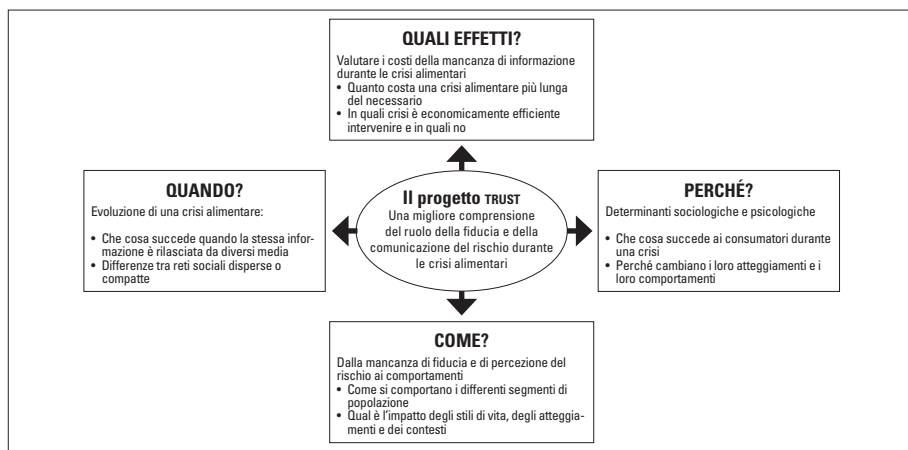 QUALI EFFETTI?
Valutare i costi della mancanza di informazione
durante le crisi alimentari
• Quanto costa una crisi alimentare più lunga
del necessario
• In quali crisi è economicamente efficiente
intervenire e in quali no
QUANDO?
Evoluzione di una crisi alimentare:
• Che cosa succede quando la stessa infor-
mazione è rilasciata da diversi media
• Differenze tra reti sociali disperse o
compatte
Il progetto TRUST
Una migliore comprensione
del ruolo della fiducia e della
comunicazione del rischio durante
le crisi alimentari
PERCHÉ?
Determinanti sociologiche e psicologiche
• Che cosa succede ai consumatori durante
una crisi
• Perché cambiano i loro atteggiamenti e i
loro comportamenti
COME?
Dalla mancanza di fiducia e di percezione del
rischio ai comportamenti
• Come si comportano i differenti segmenti di
popolazione
• Qual è l'impatto degli stili di vita, degli atteggia-
menti e dei contesti